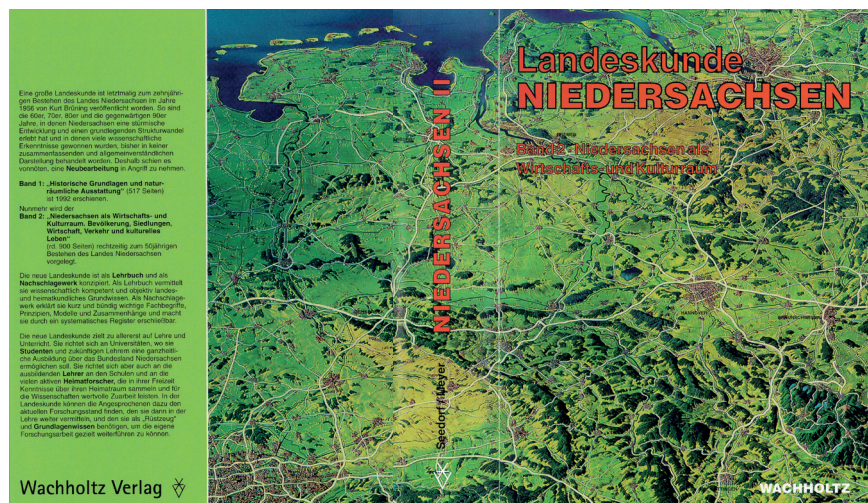 Eine große Landeskunde ist letztmalig zum zehnjähri-
gen Bestehen des Landes Niedersachsen im Jahre
1956 von Kurt Brüning veröffentlicht worden. So sind
die 60er, 70er, 80er und die gegenwärtigen 90er
Jahre, in denen Niedersachsen eine stürmische
Entwicklung und einen grundlegenden Strukturwandel
erlebt hat und in denen viele wissenschaftliche
Erkenntnisse gewonnen wurden, bisher in keiner
zusammenfassenden und allgemeinverständlichen
Darstellung behandelt worden. Deshalb schien es
vonnöten, eine Neubearbeitung in Angriff zu nehmen.
Band 1: „Historische Grundlagen und natur-
räumliche Ausstattung" (517 Seiten)
ist 1992 erschienen.
Nunmehr wird der
Band 2: „Niedersachsen als Wirtschafts- und
Kulturraum. Bevölkerung, Siedlungen,
Wirtschaft, Verkehr und kulturelles
Leben"
(rd. 900 Seiten) rechtzeitig zum 50jährigen
Bestehen des Landes Niedersachsen
vorgelegt.
Die neue Landeskunde ist als Lehrbuch und als
Nachschlagewerk konzipiert. Als Lehrbuch vermittelt
sie wissenschaftlich kompetent und objektiv landes-
und heimatkundliches Grundwissen. Als Nachschlage-
werk erklärt sie kurz und bündig wichtige Fachbegriffe,
Prinzipien, Modelle und Zusammenhänge und macht
sie durch ein systematisches Register erschließbar.
Die neue Landeskunde zielt zu allererst auf Lehre und
Unterricht. Sie richtet sich an Universitäten, wo sie
Studenten und zukünftigen Lehrern eine ganzheitli-
che Ausbildung über das Bundesland Niedersachsen
ermöglichen soll. Sie richtet sich aber auch an die
ausbildenden Lehrer an den Schulen und an die
vielen aktiven Heimatforscher, die in ihrer Freizeit
Kenntnisse über ihren Heimatraum sammeln und für
die Wissenschaften wertvolle Zuarbeit leisten. In der
Landeskunde können die Angesprochenen dazu den
aktuellen Forschungsstand finden, den sie dann in der
Lehre weiter vermitteln, und den sie als „Rüstzeug"
und Grundlagenwissen benötigen, um die eigene
Forschungsarbeit gezielt weiterführen zu können.
Wachholtz Verlag
NIEDERSACHSEN II
Seedorf / Meyer
Landeskunde
NIEDERSACHSEN
Band 2 - Niedersachsen als
Wirtschafts- und Kulturraum
HANNOVER
BRAUNSCHWEIG
WACHHOLTZ